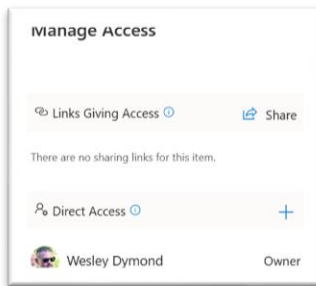 Manage Access
Links Giving Access Share
There are no sharing links for this item.
Direct Access
Wesley Dymond Owner